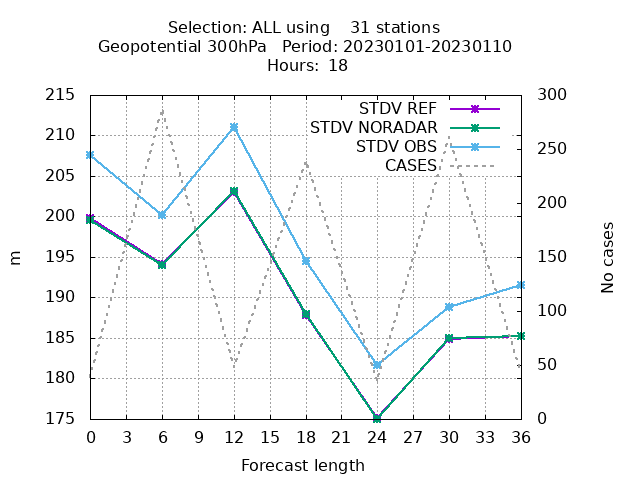 Selection: ALL using    31 stations
Geopotential 300hPa   Period: 20230101-20230110
Hours:  18
STDV REF
STDV NORADAR
STDV OBS
CASES
215
210
205
200
195
190
185
180
175
m
300
250
200
150
100
50
0
No cases
0 3 6 9 12 15 18 21 24 27 30 33 36
Forecast length